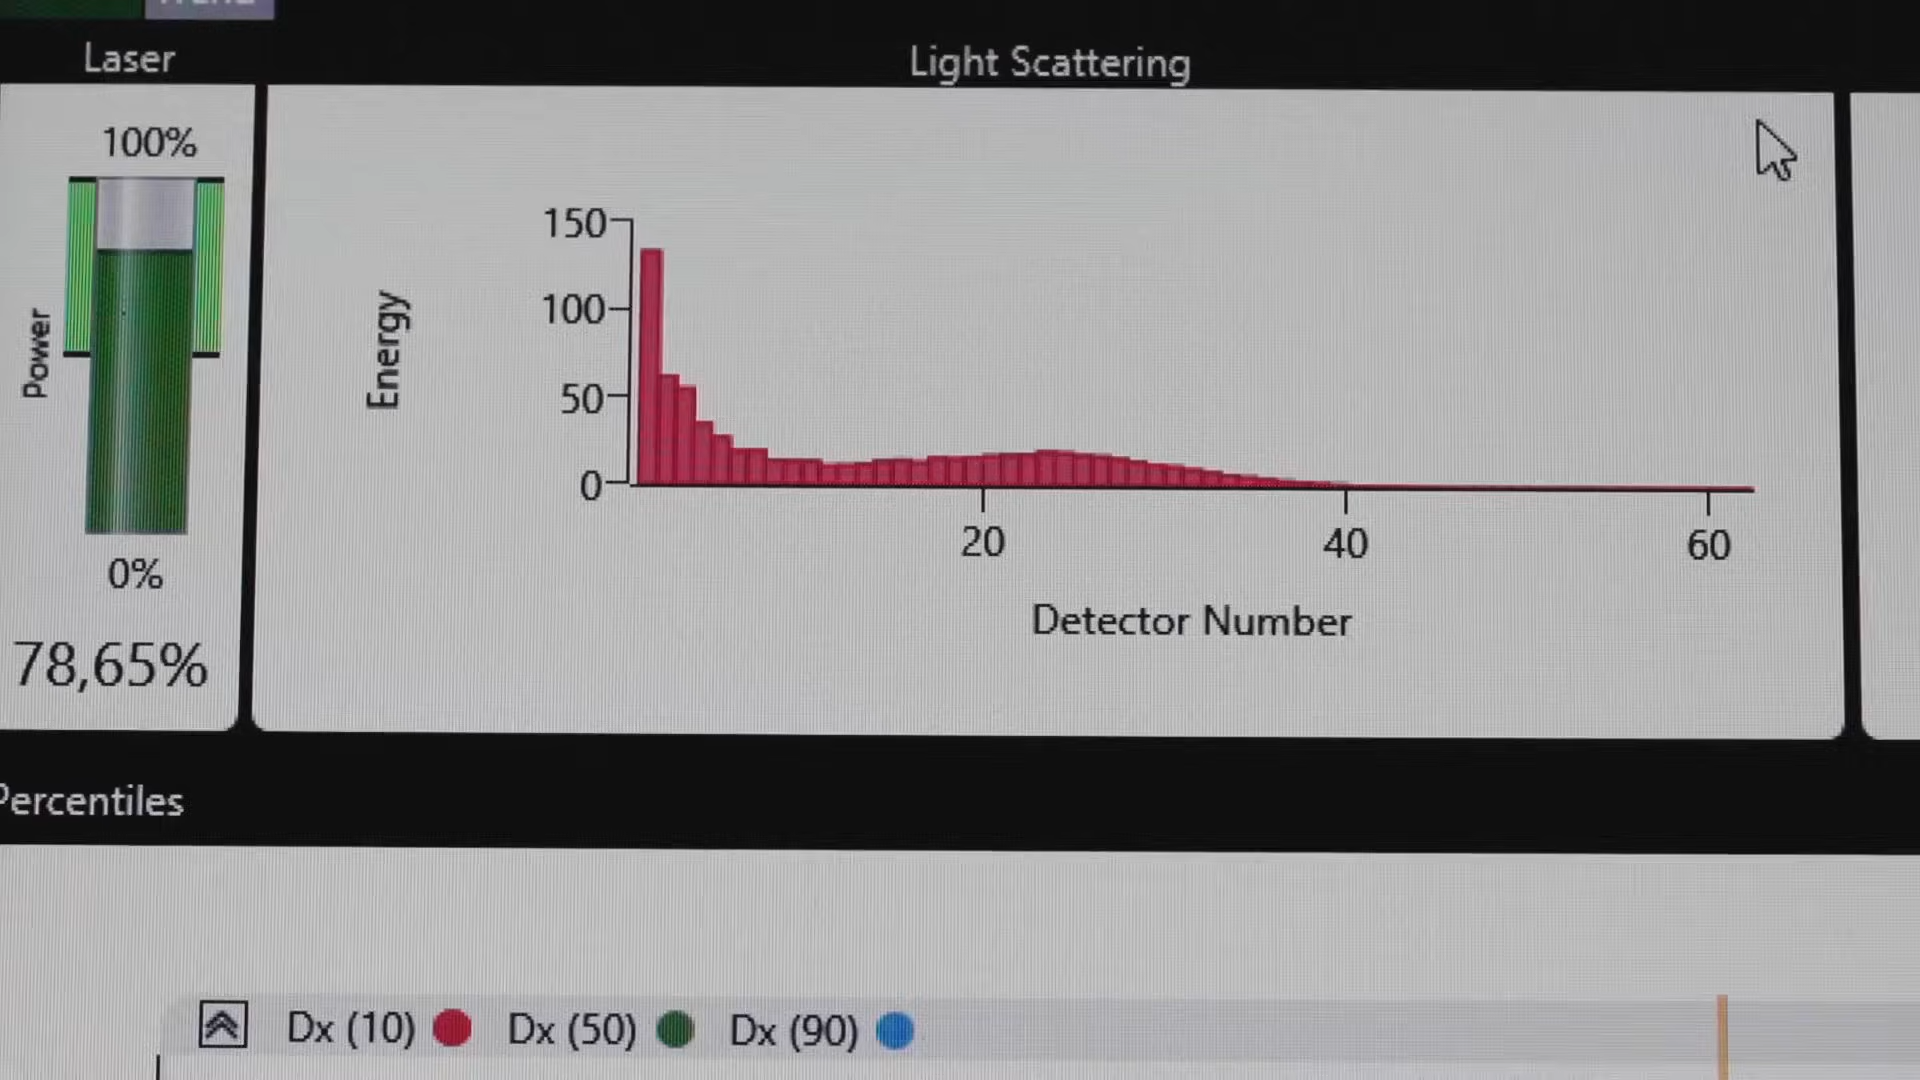 Trend
Laser
Light Scattering
100%
Power
0%
78,65%
Energy
150
100
50
0
20
40
60
Detector Number
Percentiles
Dx (10)
Dx (50)
Dx (90)